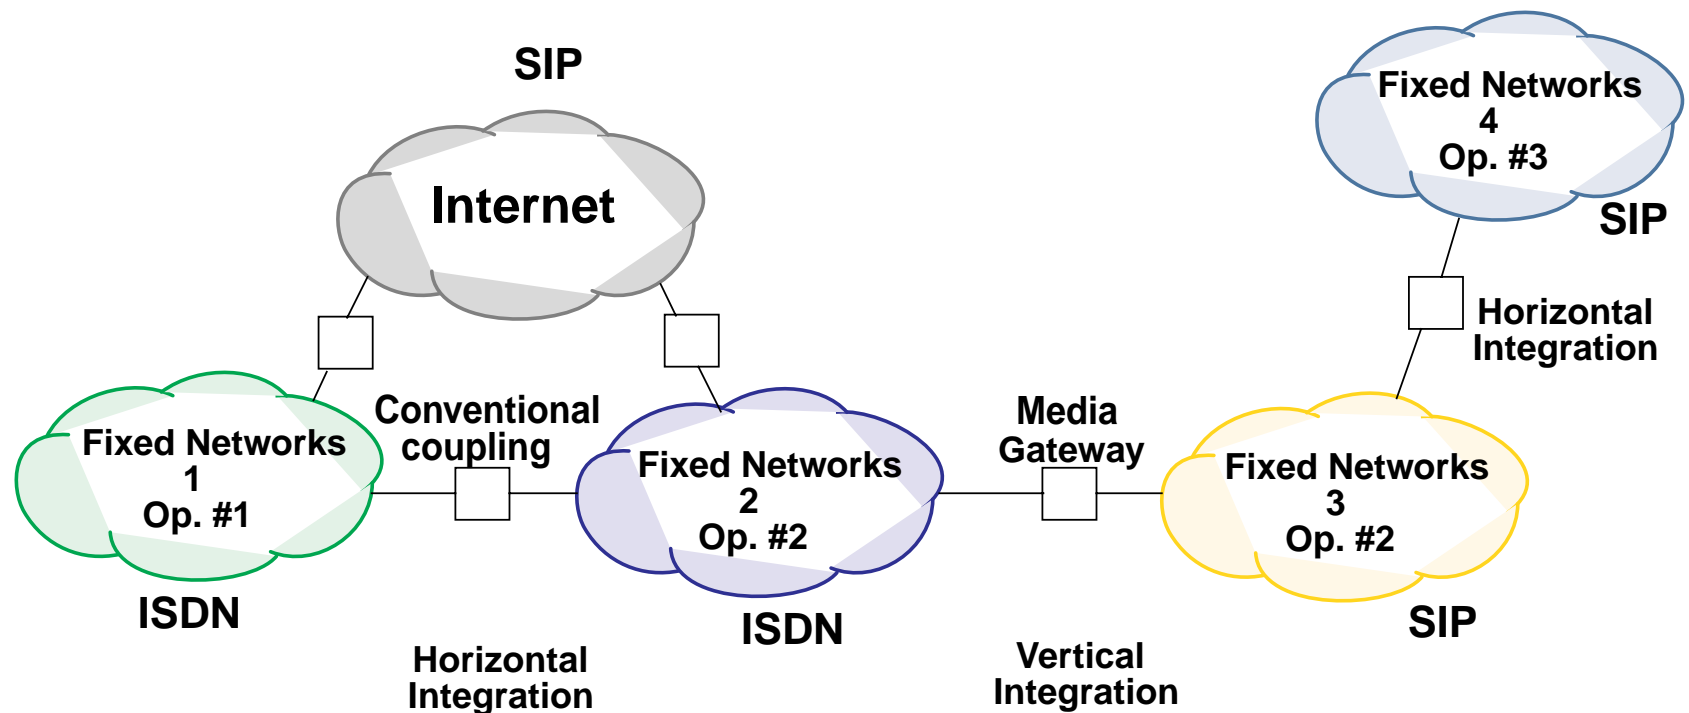 SIP
Internet
Fixed Networks
4
Op. #3
SIP
Horizontal
Integration
Conventional
coupling
Media
Gateway
Fixed Networks
1
Op. #1
ISDN
Fixed Networks
2
Op. #2
ISDN
Fixed Networks
3
Op. #2
SIP
Horizontal
Integration
Vertical
Integration